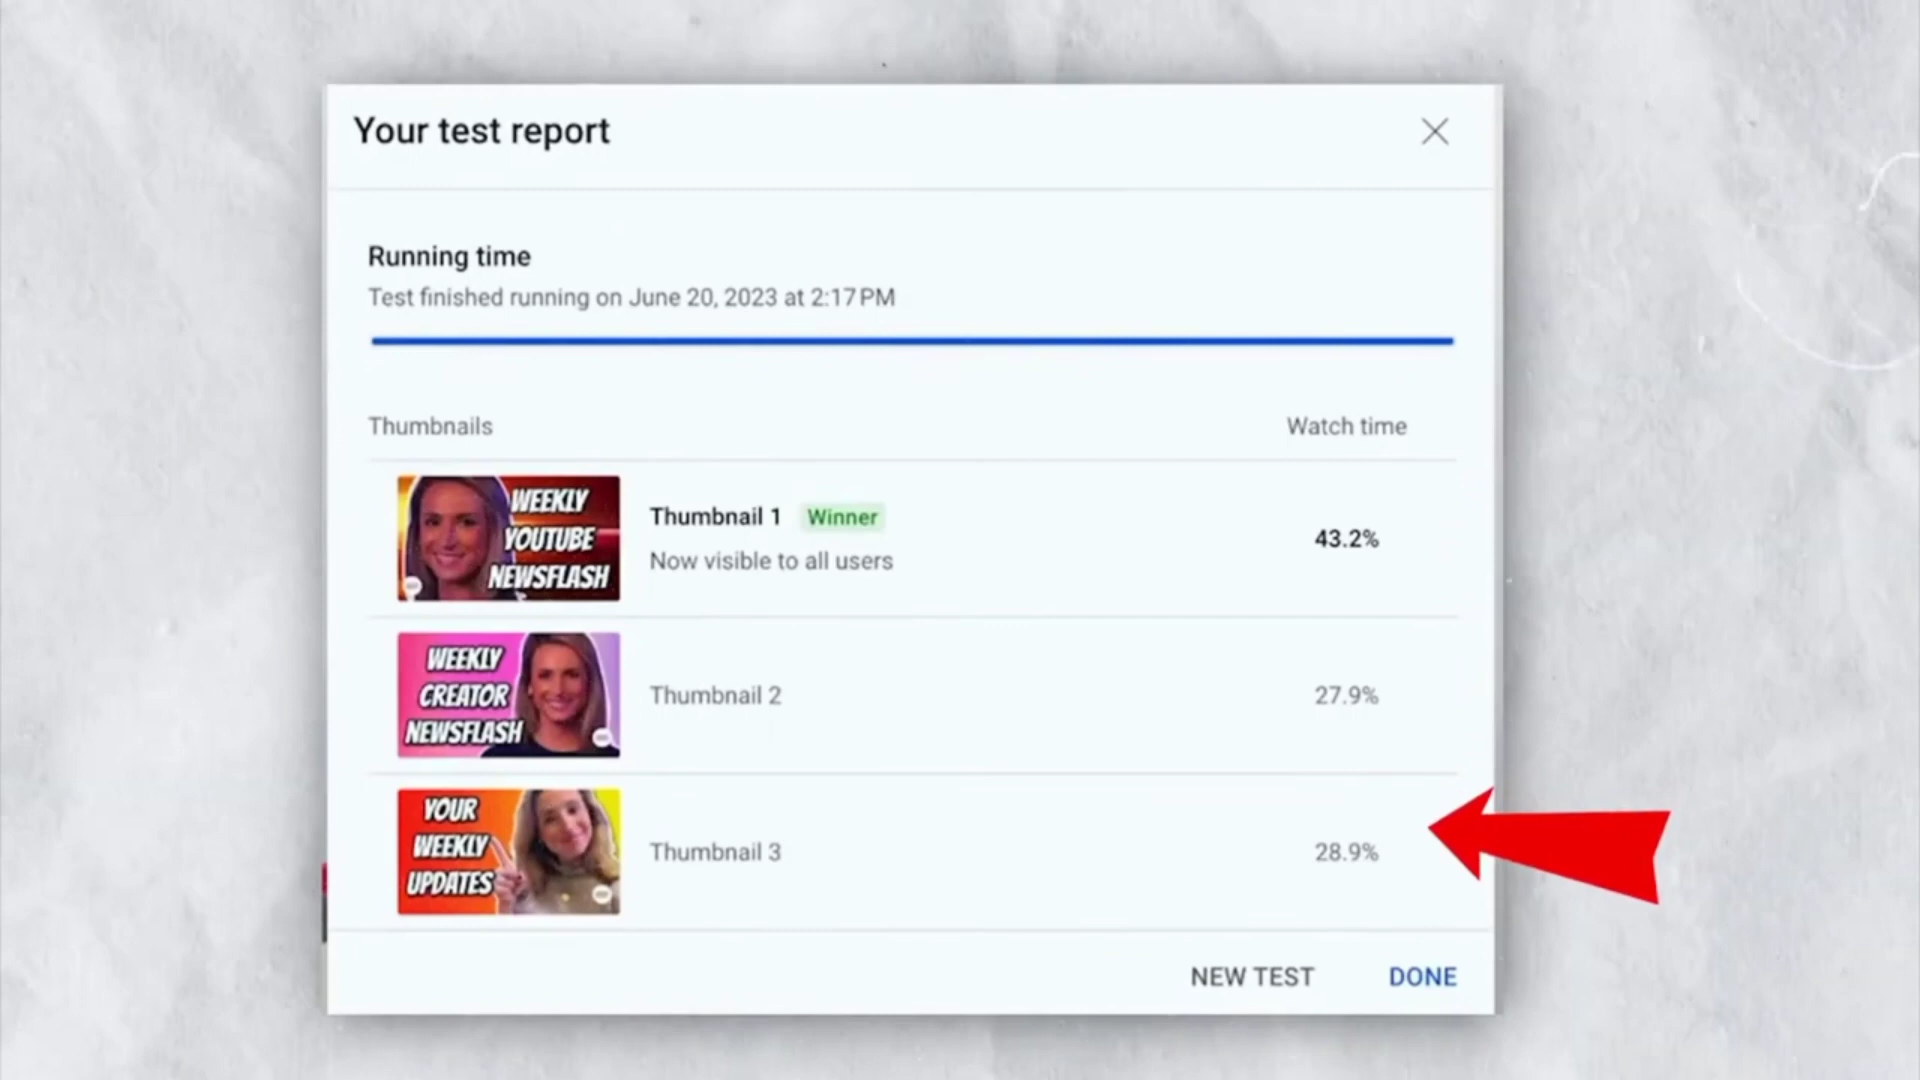 Your test report
Running time
Test finished running on June 20, 2023 at 2:17 PM
Thumbnails
Watch time
WEEKLY
YOUTUBE
NEWSFLASH
Thumbnail 1
Winner
Now visible to all users
43.2%
WEEKLY
CREATOR
NEWSFLASH
Thumbnail 2
27.9%
YOUR
WEEKLY
UPDATES
Thumbnail 3
28.9%
NEW TEST
DONE